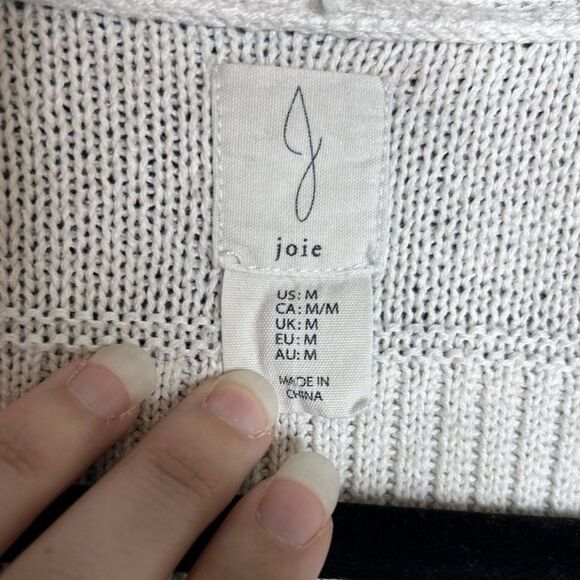 J
joie
US: M
CA: M/M
UK: M
EU: M
AU: M
MADE IN
CHINA